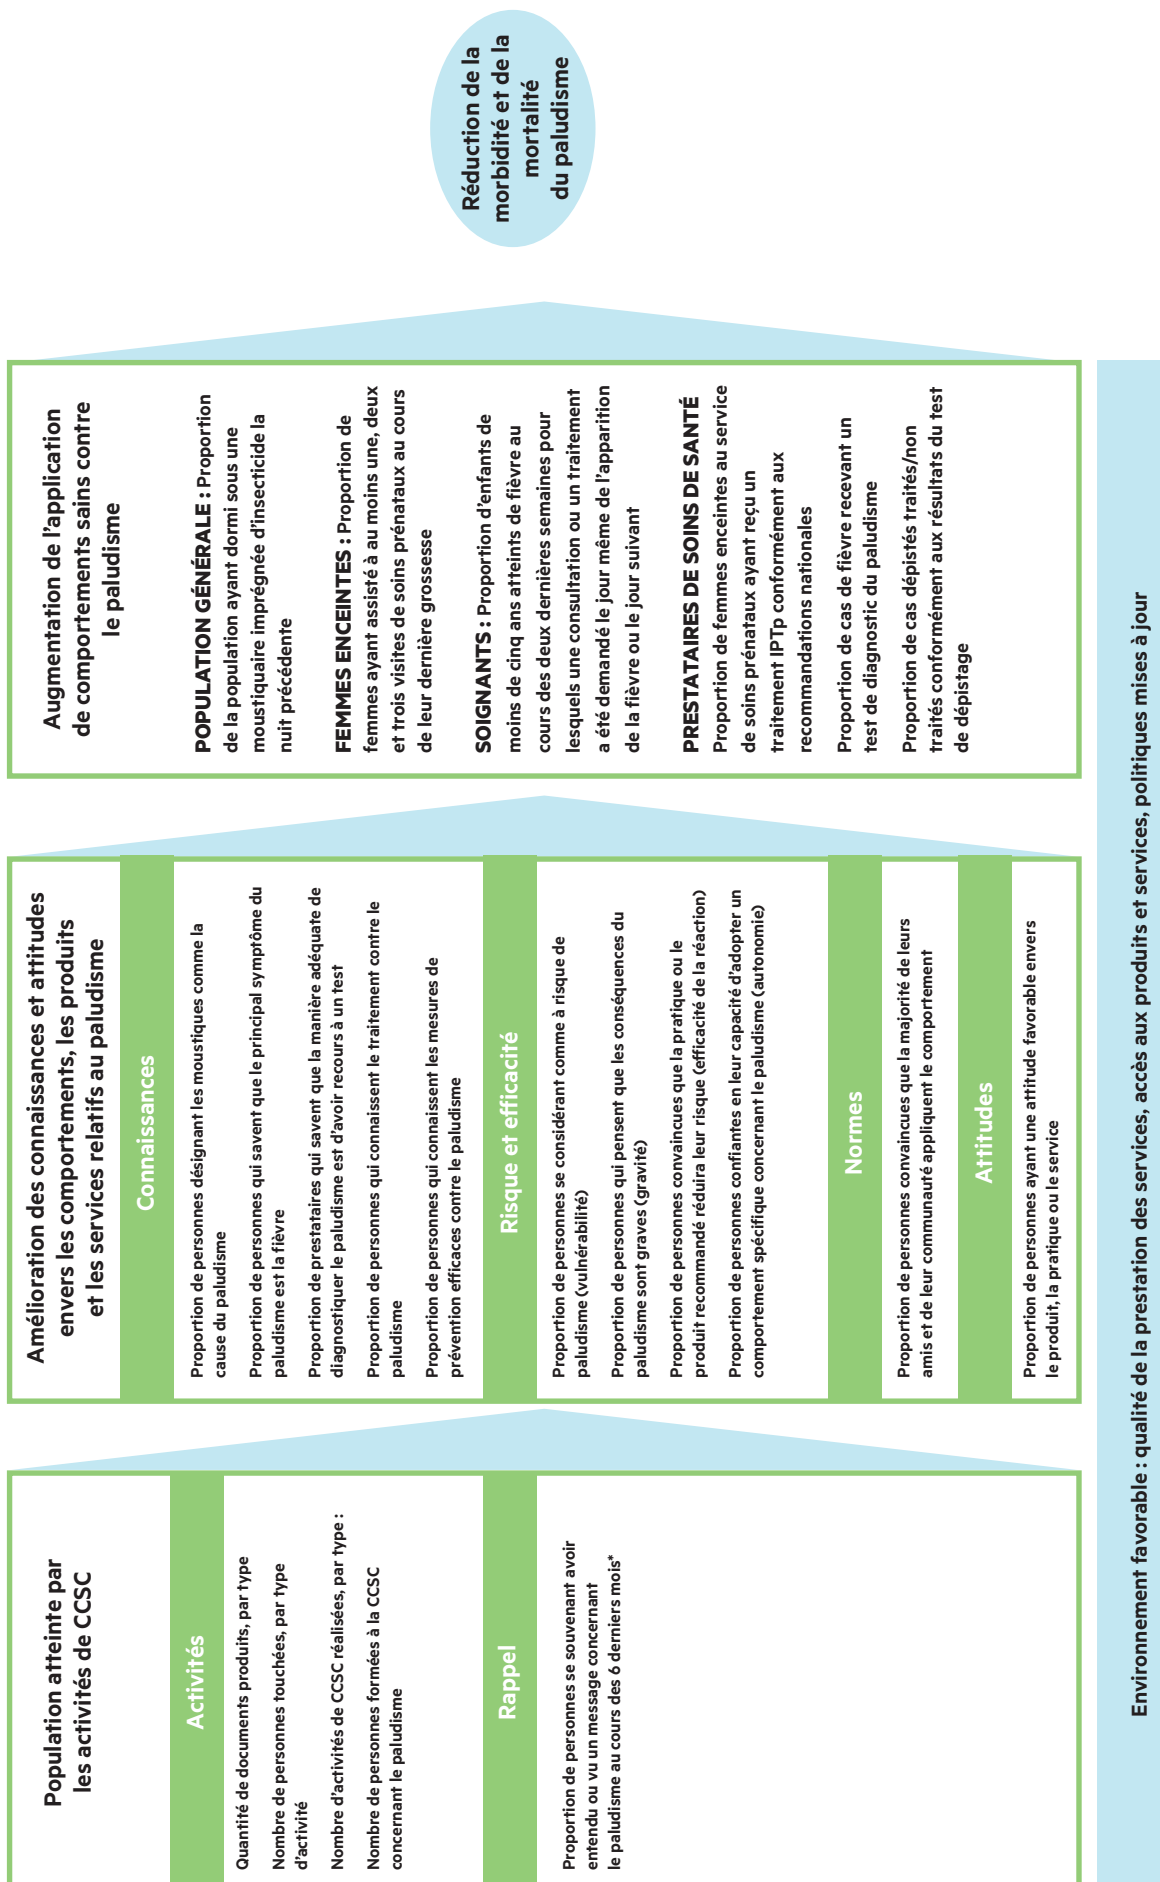 Population atteinte par
les activités de CCSC
Activités
Quantité de documents produits, par type
Nombre de personnes touchées, par type
d'activité
Nombre d'activités de CCSC réalisées, par type :
Nombre de personnes formées à la CCSC
concernant le paludisme
Rappel
Proportion de personnes se souvenant avoir
entendu ou vu un message concernant
le paludisme au cours des 6 derniers mois*
Amélioration des connaissances et attitudes
envers les comportements, les produits
et les services relatifs au paludisme
Connaissances
Proportion de personnes désignant les moustiques comme la
cause du paludisme
Proportion de personnes qui savent que le principal symptôme du
paludisme est la fièvre
Proportion de prestataires qui savent que la manière adéquate de
diagnostiquer le paludisme est d'avoir recours à un test
Proportion de personnes qui connaissent le traitement contre le
paludisme
Proportion de personnes qui connaissent les mesures de
prévention efficaces contre le paludisme
Risque et efficacité
Proportion de personnes se considérant comme à risque de
paludisme (vulnérabilité)
Proportion de personnes qui pensent que les conséquences du
paludisme sont graves (gravité)
Proportion de personnes convaincues que la pratique ou le
produit recommandé réduira leur risque (efficacité de la réaction)
Proportion de personnes confiantes en leur capacité d'adopter un
comportement spécifique concernant le paludisme (autonomie)
Normes
Proportion de personnes convaincues que la majorité de leurs
amis et de leur communauté appliquent le comportement
Attitudes
Proportion de personnes ayant une attitude favorable envers
le produit, la pratique ou le service
Augmentation de l'application
de comportements sains contre
le paludisme
POPULATION GÉNÉRALE : Proportion
de la population ayant dormi sous une
moustiquaire imprégnée d'insecticide la
nuit précédente
FEMMES ENCEINTES : Proportion de
femmes ayant assisté à au moins une, deux
et trois visites de soins prénataux au cours
de leur dernière grossesse
SOIGNANTS : Proportion d'enfants de
moins de cinq ans atteints de fièvre au
cours des deux dernières semaines pour
lesquels une consultation ou un traitement
a été demandé le jour même de l'apparition
de la fièvre ou le jour suivant
PRESTATAIRES DE SOINS DE SANTÉ
Proportion de femmes enceintes au service
de soins prénataux ayant reçu un
traitement IPTp conformément aux
recommandations nationales
Proportion de cas de fièvre recevant un
test de diagnostic du paludisme
Proportion de cas dépistés traités/non
traités conformément aux résultats du test
de dépistage
Réduction de la
morbidité et de la
mortalité
du paludisme
Environnement favorable : qualité de la prestation des services, accès aux produits et services, politiques mises à jour